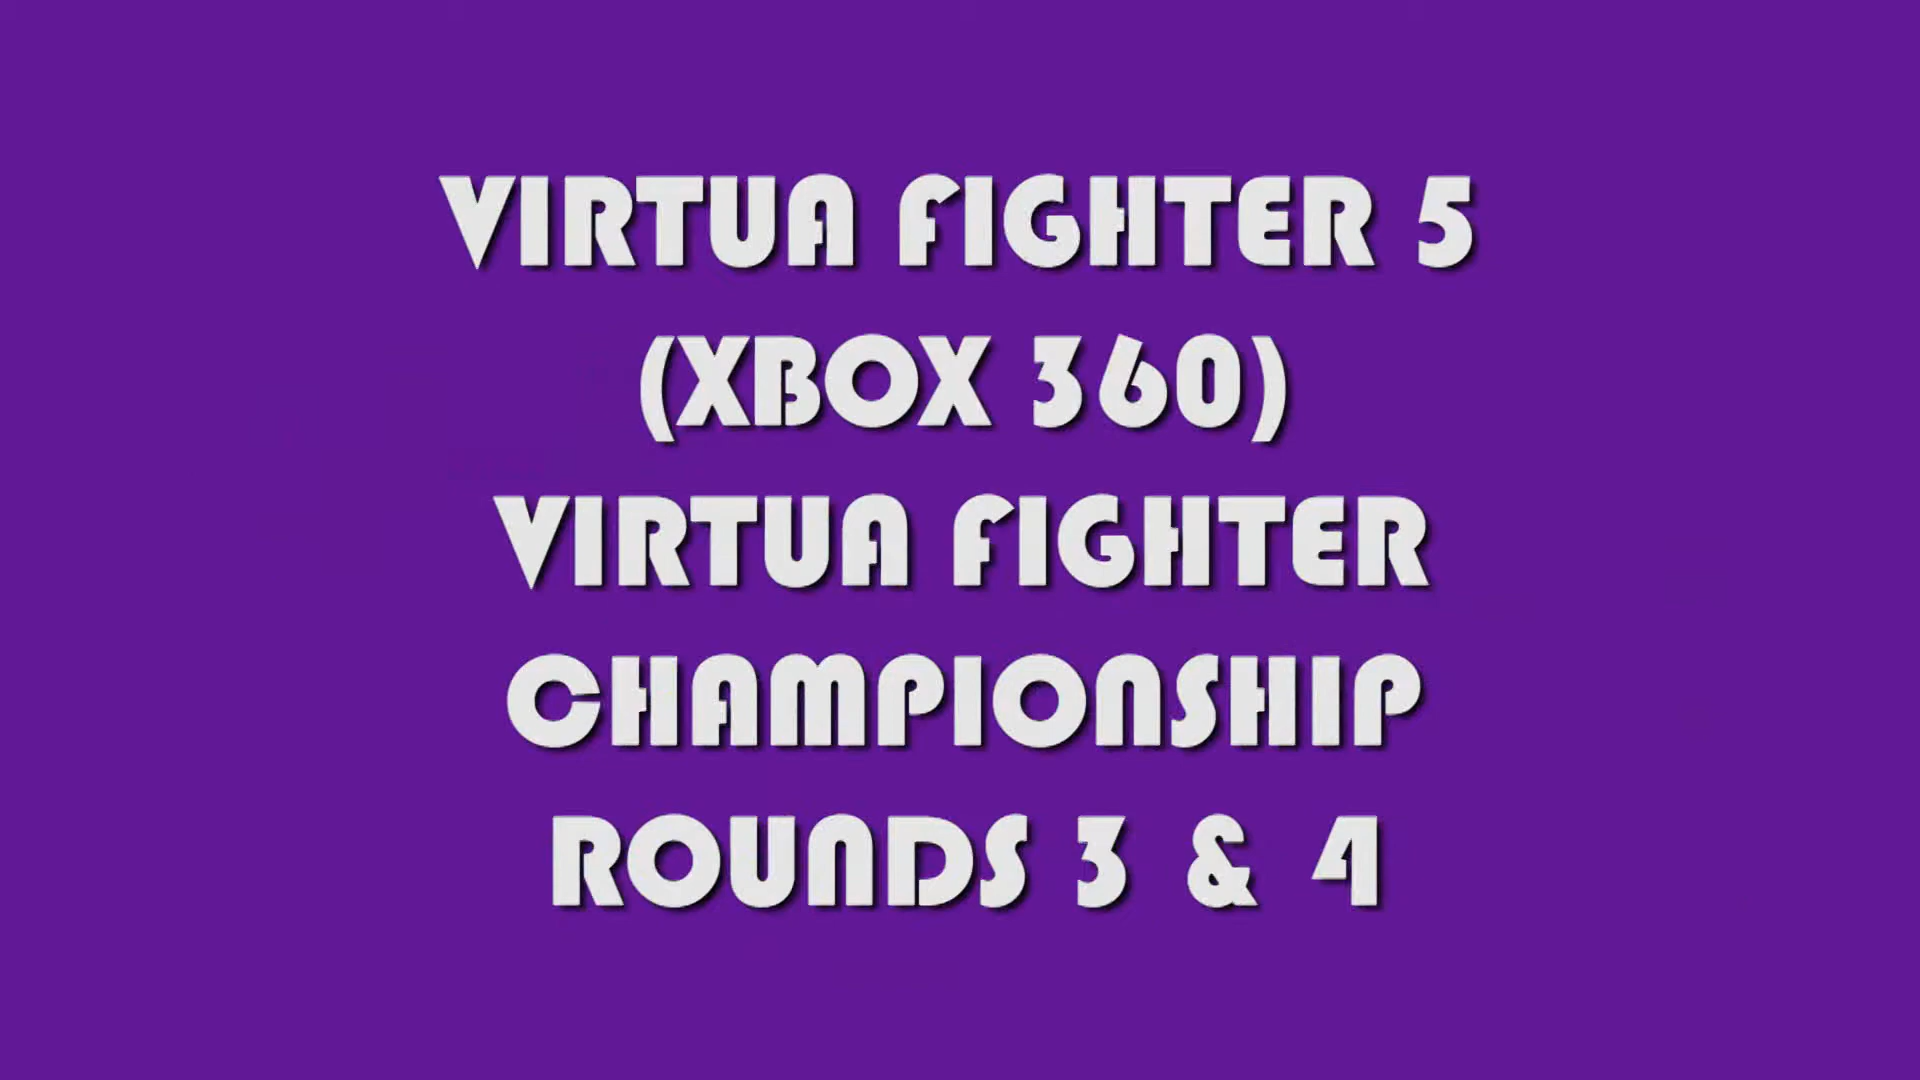 VIRTUA FIGHTER 5
(XBOX 360)
VIRTUA FIGHTER
CHAMPIONSHIP
ROUNDS 3 & 4